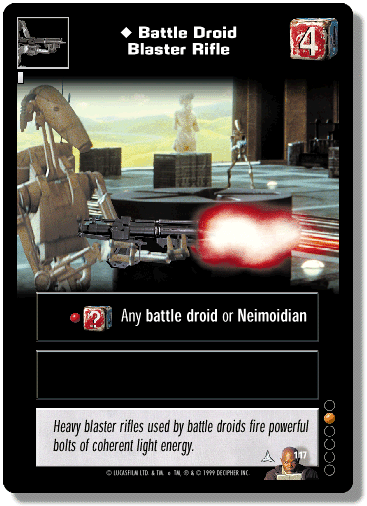 ◆ Battle Droid
Blaster Rifle
4
? Any battle droid or Neimoidian
Heavy blaster rifles used by battle droids fire powerful
bolts of coherent light energy.
117
© LUCASFILM LTD. & TM. ★ TM, ® & © 1999 DECIPHER INC.